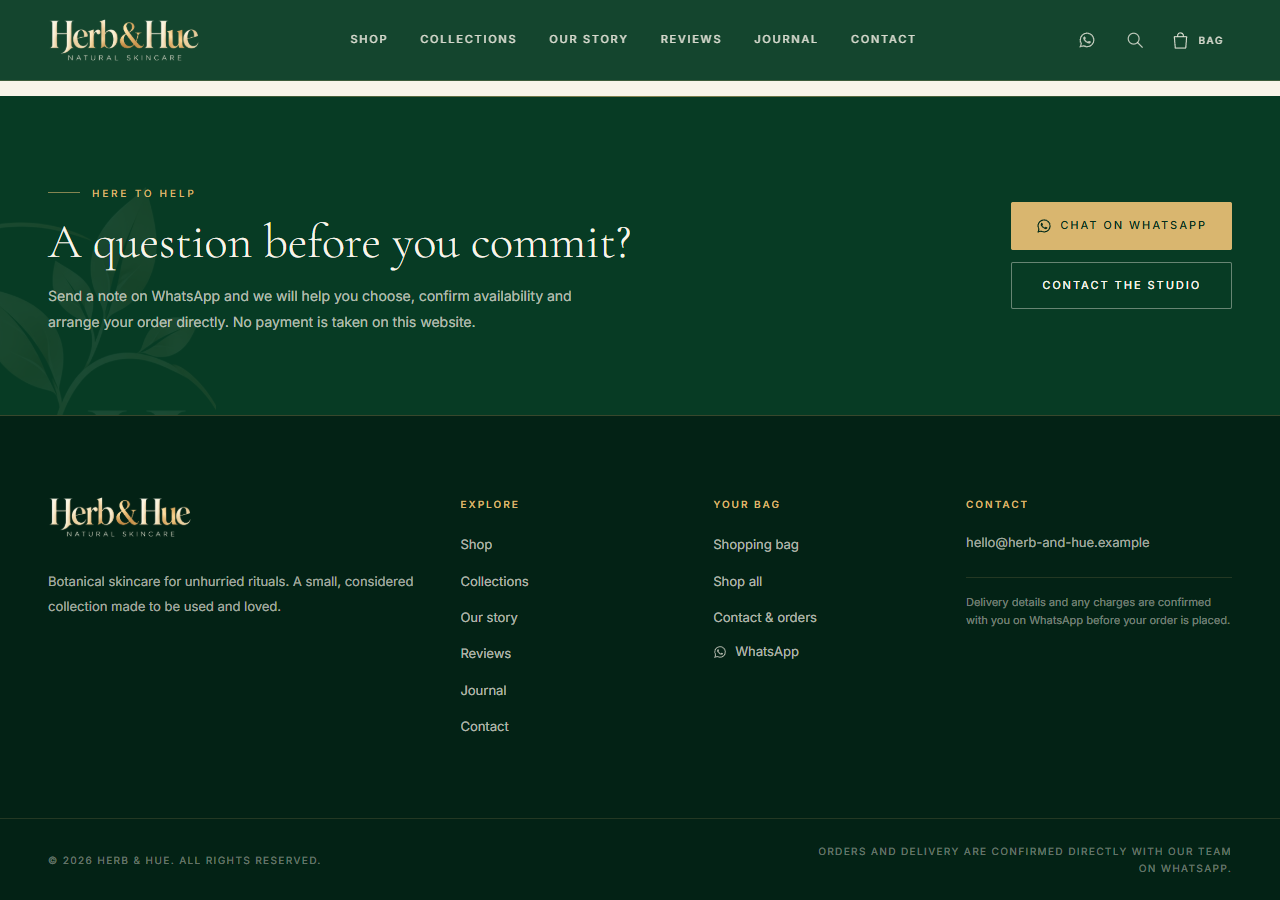 Herb&Hue
NATURAL SKINCARE
SHOP
COLLECTIONS
OUR STORY
REVIEWS
JOURNAL
CONTACT
BAG
HERE TO HELP
A question before you commit?
Send a note on WhatsApp and we will help you choose, confirm availability and
arrange your order directly. No payment is taken on this website.
CHAT ON WHATSAPP
CONTACT THE STUDIO
Herb&Hue
NATURAL SKINCARE
Botanical skincare for unhurried rituals. A small, considered
collection made to be used and loved.
EXPLORE
Shop
Collections
Our story
Reviews
Journal
Contact
YOUR BAG
Shopping bag
Shop all
Contact & orders
WhatsApp
CONTACT
hello@herb-and-hue.example
Delivery details and any charges are confirmed
with you on WhatsApp before your order is placed.
© 2026 HERB & HUE. ALL RIGHTS RESERVED.
ORDERS AND DELIVERY ARE CONFIRMED DIRECTLY WITH OUR TEAM
ON WHATSAPP.